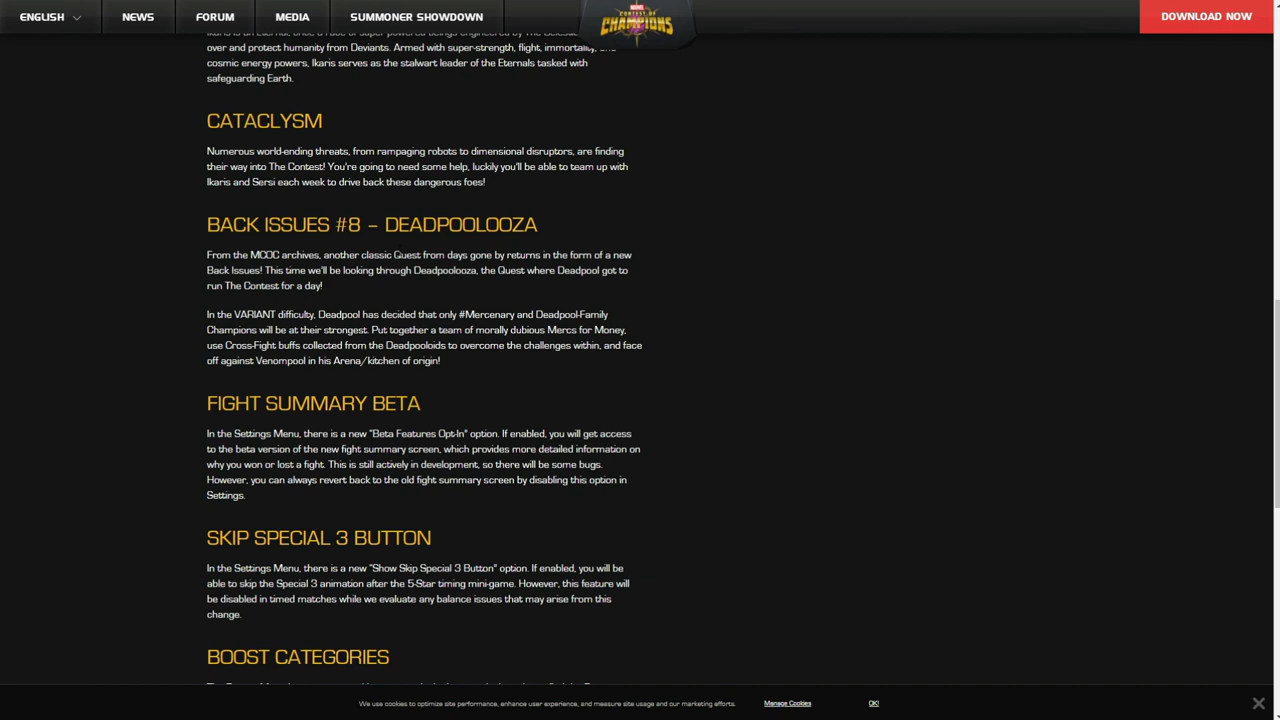 ENGLISH NEWS FORUM MEDIA SUMMONER SHOWDOWN MARVEL CONTEST OF CHAMPIONS DOWNLOAD NOW
over and protect humanity from Deviants. Armed with super-strength, flight, immortality, and
cosmic energy powers, Ikaris serves as the stalwart leader of the Eternals tasked with
safeguarding Earth.
CATACLYSM
Numerous world-ending threats, from rampaging robots to dimensional disruptors, are finding
their way into The Contest! You're going to need some help, luckily you'll be able to team up with
Ikaris and Sersi each week to drive back these dangerous foes!
BACK ISSUES #8 – DEADPOOLOOZA
From the MCOC archives, another classic Quest from days gone by returns in the form of a new
Back Issues! This time we'll be looking through Deadpoolooza, the Quest where Deadpool got to
run The Contest for a day!
In the VARIANT difficulty, Deadpool has decided that only #Mercenary and Deadpool-Family
Champions will be at their strongest. Put together a team of morally dubious Mercs for Money,
use Cross-Fight buffs collected from the Deadpooloids to overcome the challenges within, and face
off against Venompool in his Arena/kitchen of origin!
FIGHT SUMMARY BETA
In the Settings Menu, there is a new "Beta Features Opt-In" option. If enabled, you will get access
to the beta version of the new fight summary screen, which provides more detailed information on
why you won or lost a fight. This is still actively in development, so there will be some bugs.
However, you can always revert back to the old fight summary screen by disabling this option in
Settings.
SKIP SPECIAL 3 BUTTON
In the Settings Menu, there is a new "Show Skip Special 3 Button" option. If enabled, you will be
able to skip the Special 3 animation after the 5-Star timing mini-game. However, this feature will
be disabled in timed matches while we evaluate any balance issues that may arise from this
change.
BOOST CATEGORIES
We use cookies to optimize site performance, enhance user experience, and measure site usage and our marketing efforts. Manage Cookies OK!